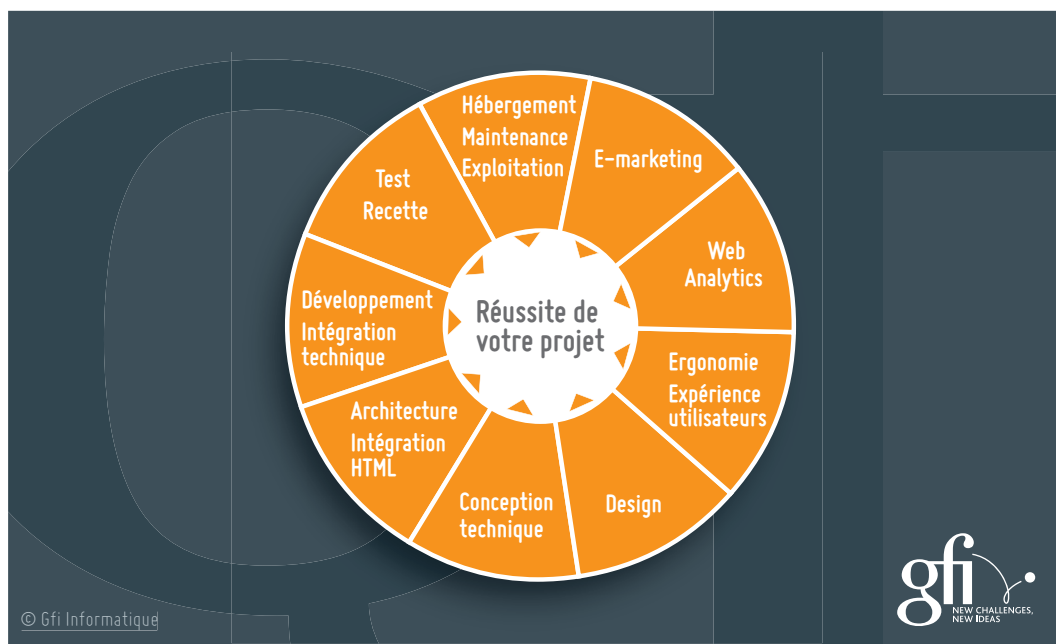 Hébergement
Maintenance
Exploitation
E-marketing
Web
Analytics
Ergonomie
Expérience
utilisateurs
Design
Conception
technique
Architecture
Intégration
HTML
Développement
Intégration
technique
Test
Recette
Réussite de
votre projet
© Gfi Informatique
gfi
NEW CHALLENGES,
NEW IDEAS